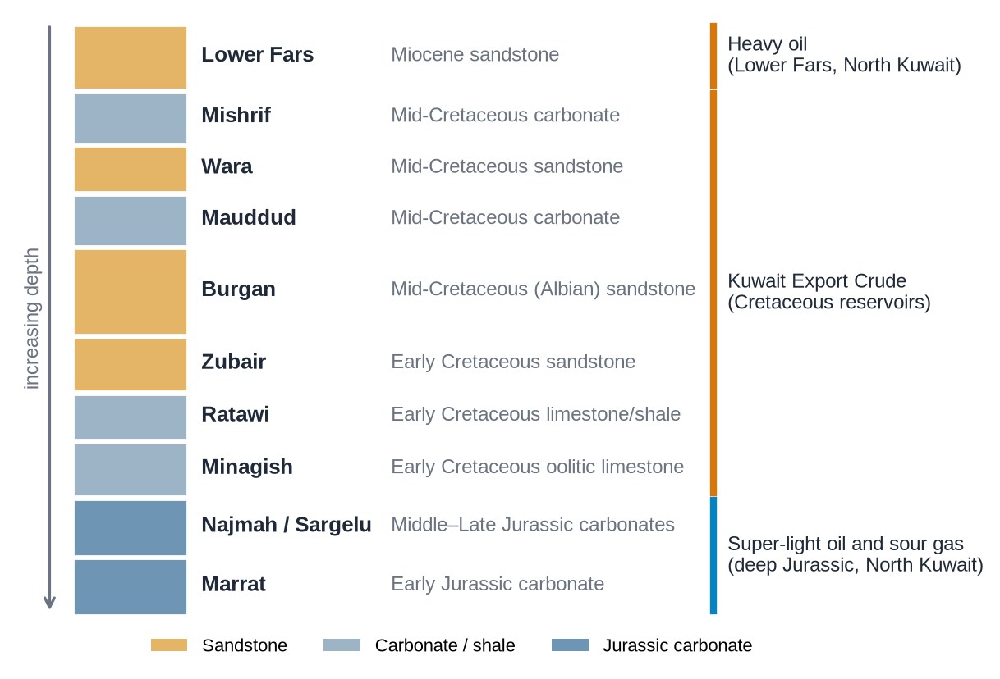 Lower Fars Miocene sandstone
Heavy oil
(Lower Fars, North Kuwait)
Mishrif Mid-Cretaceous carbonate
Wara Mid-Cretaceous sandstone
Mauddud Mid-Cretaceous carbonate
Burgan Mid-Cretaceous (Albian) sandstone
Kuwait Export Crude
(Cretaceous reservoirs)
Zubair Early Cretaceous sandstone
Ratawi Early Cretaceous limestone/shale
Minagish Early Cretaceous oolitic limestone
Najmah / Sargelu Middle–Late Jurassic carbonates
Super-light oil and sour gas
(deep Jurassic, North Kuwait)
Marrat Early Jurassic carbonate
increasing depth
Sandstone Carbonate / shale Jurassic carbonate